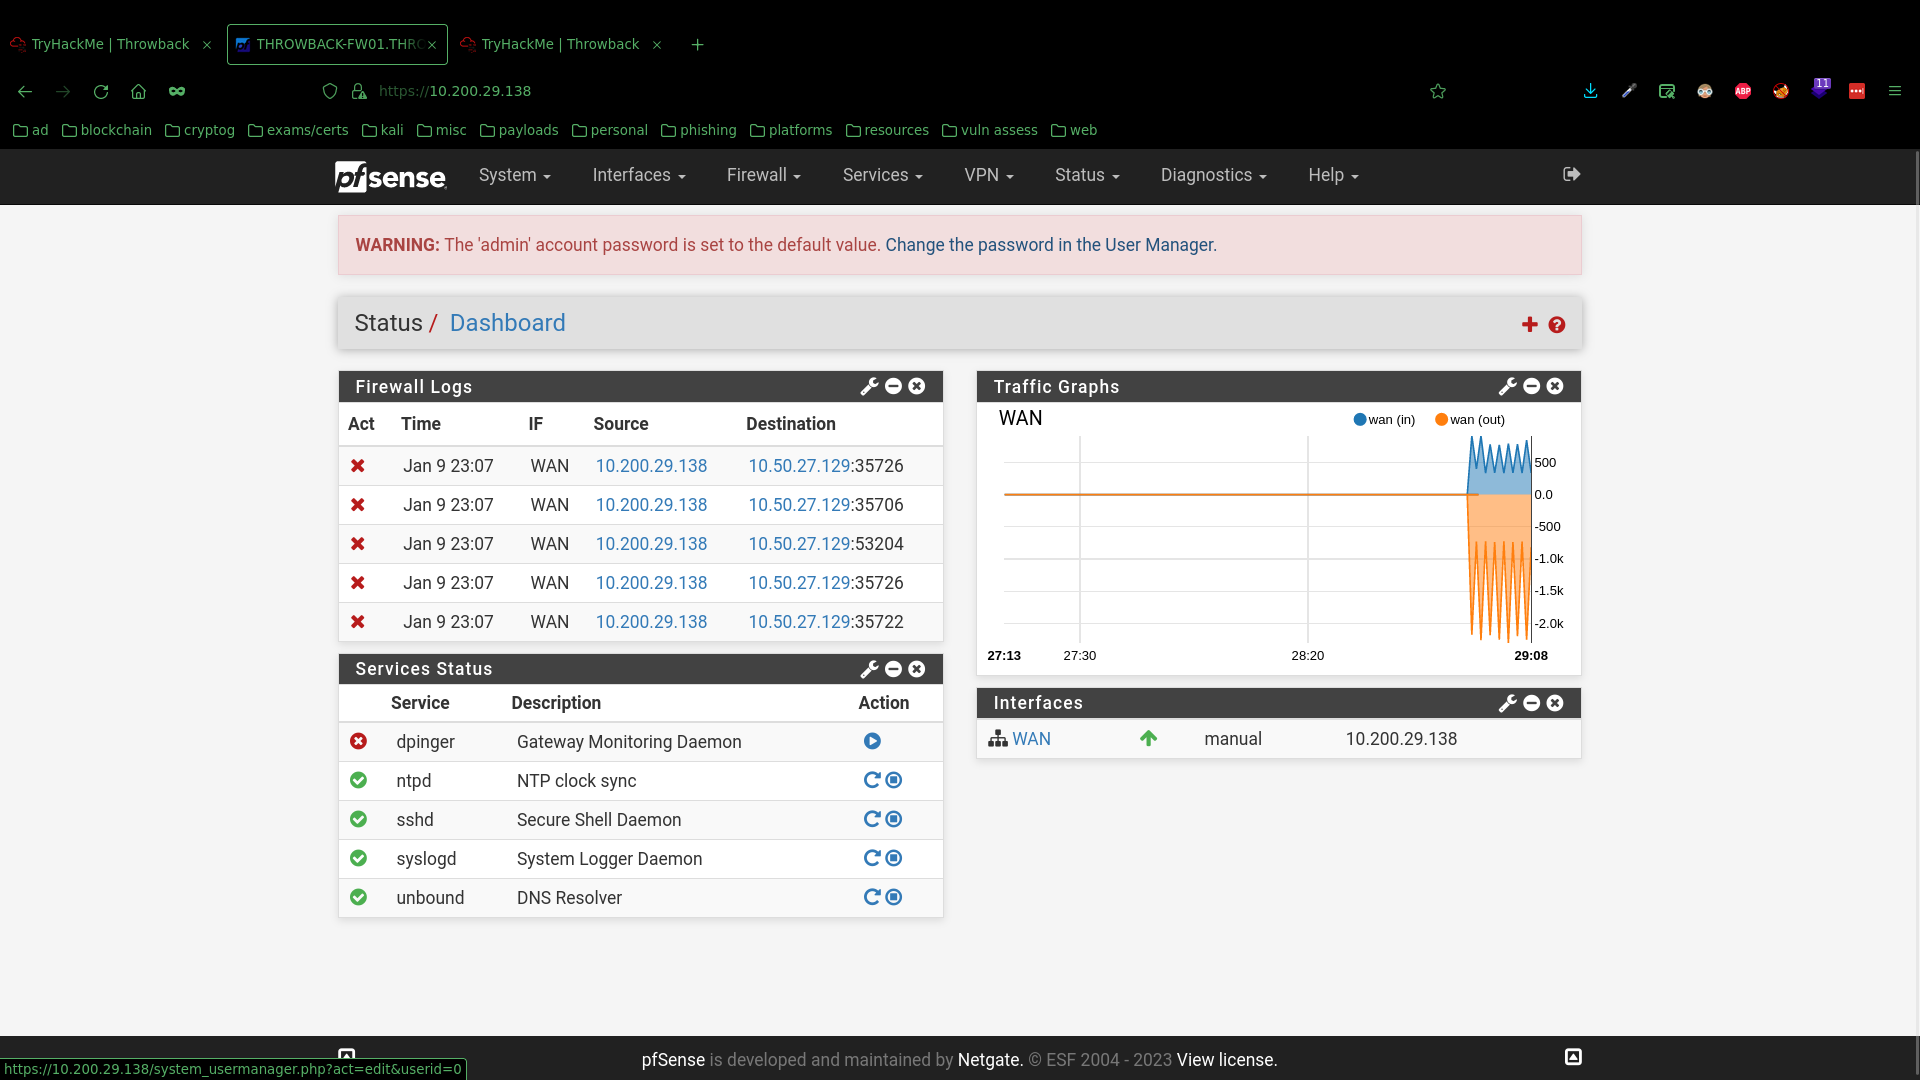 TryHackMe | Throwback
THROWBACK-FW01.THRO
TryHackMe | Throwback
https://10.200.29.138
11
ABP
ad
blockchain
cryptog
exams/certs
kali
misc
payloads
personal
phishing
platforms
resources
vuln assess
web
pfsense
System
Interfaces
Firewall
Services
VPN
Status
Diagnostics
Help
WARNING: The 'admin' account password is set to the default value. Change the password in the User Manager.
Status / Dashboard
Firewall Logs
Act Time IF Source Destination
Jan 9 23:07 WAN 10.200.29.138 10.50.27.129:35726
Jan 9 23:07 WAN 10.200.29.138 10.50.27.129:35706
Jan 9 23:07 WAN 10.200.29.138 10.50.27.129:53204
Jan 9 23:07 WAN 10.200.29.138 10.50.27.129:35726
Jan 9 23:07 WAN 10.200.29.138 10.50.27.129:35722
Services Status
Service Description Action
dpinger Gateway Monitoring Daemon
ntpd NTP clock sync
sshd Secure Shell Daemon
syslogd System Logger Daemon
unbound DNS Resolver
Traffic Graphs
WAN
wan (in) wan (out)
500
0.0
-500
-1.0k
-1.5k
-2.0k
27:13 27:30 28:20 29:08
Interfaces
WAN manual 10.200.29.138
pfSense is developed and maintained by Netgate. © ESF 2004 - 2023 View license.
https://10.200.29.138/system_usermanager.php?act=edit&userid=0